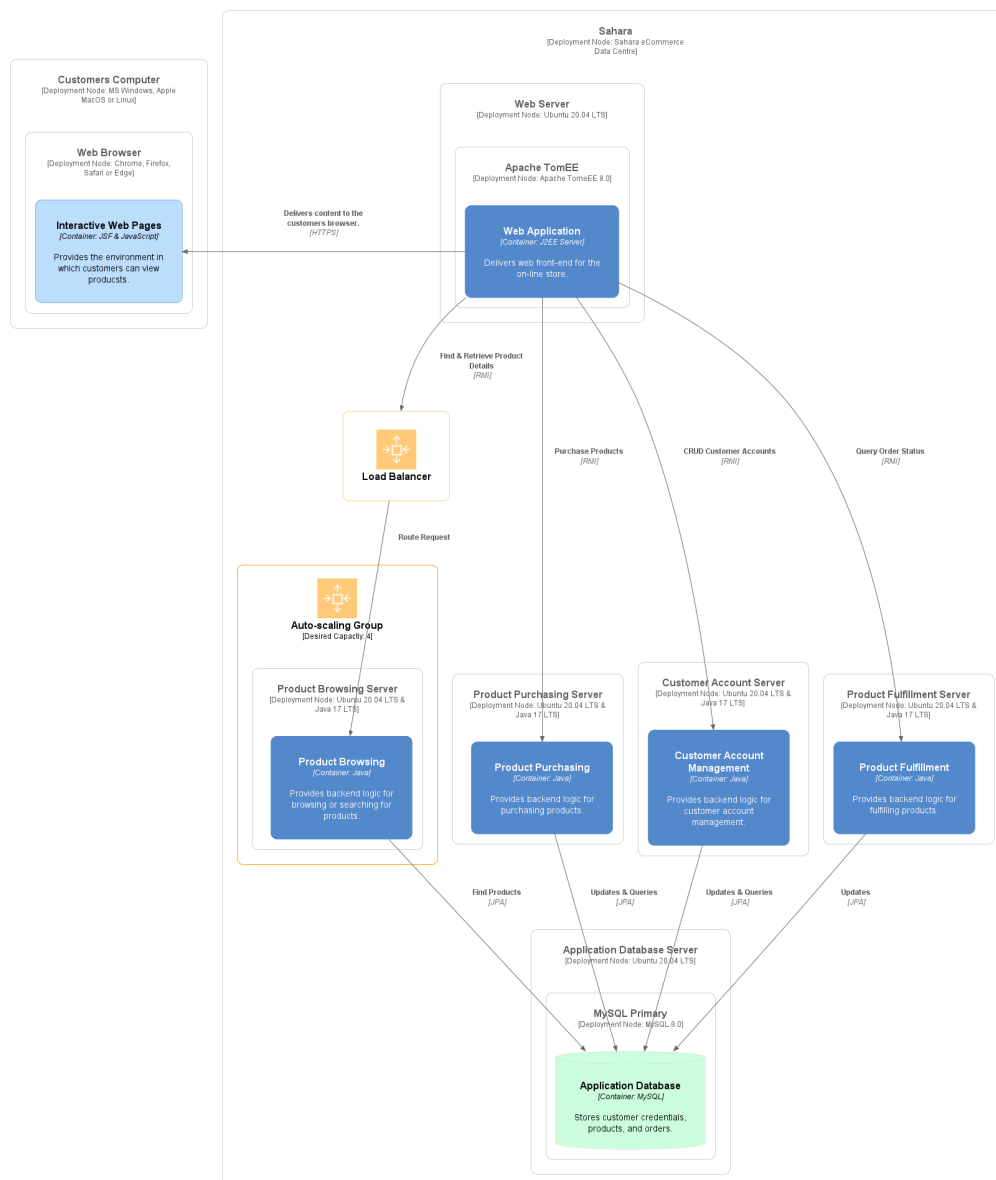 Sahara
[Deployment Node: Sahara eCommerce
Data Centre]
Customers Computer
[Deployment Node: MS Windows, Apple
MacOS or Linux]
Web Browser
[Deployment Node: Chrome, Firefox,
Safari or Edge]
Interactive Web Pages
[Container: JSF & JavaScript]
Provides the environment in
which customers can view
producsts.
Delivers content to the
customers browser.
[HTTPS]
Web Server
[Deployment Node: Ubuntu 20.04 LTS]
Apache TomEE
[Deployment Node: Apache TomeEE 8.0]
Web Application
[Container: J2EE Server]
Delivers web front-end for the
on-line store.
Find & Retrieve Product
Details
[RMI]
Purchase Products
[RMI]
CRUD Customer Accounts
[RMI]
Query Order Status
[RMI]
Load Balancer
Route Request
Auto-scaling Group
[Desired Capactiy: 4]
Product Browsing Server
[Deployment Node: Ubuntu 20.04 LTS &
Java 17 LTS]
Product Browsing
[Container: Java]
Provides backend logic for
browsing or searching for
products.
Product Purchasing Server
[Deployment Node: Ubuntu 20.04 LTS &
Java 17 LTS]
Product Purchasing
[Container: Java]
Provides backend logic for
purchasing products.
Customer Account Server
[Deployment Node: Ubuntu 20.04 LTS &
Java 17 LTS]
Customer Account
Management
[Container: Java]
Provides backend logic for
customer account
management.
Product Fulfillment Server
[Deployment Node: Ubuntu 20.04 LTS &
Java 17 LTS]
Product Fulfillment
[Container: Java]
Provides backend logic for
fulfilling products.
Find Products
[JPA]
Updates & Queries
[JPA]
Updates & Queries
[JPA]
Updates
[JPA]
Application Database Server
[Deployment Node: Ubuntu 20.04 LTS]
MySQL Primary
[Deployment Node: MySQL 8.0]
Application Database
[Container: MySQL]
Stores customer credentials,
products, and orders.